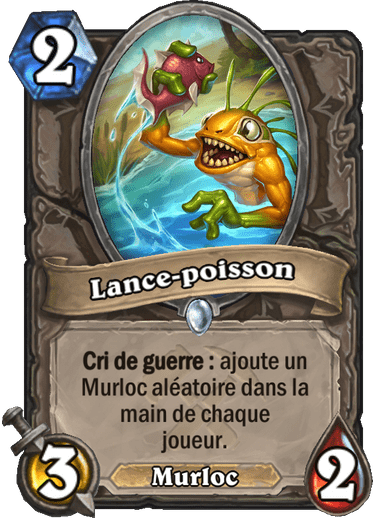 2
Lance-poisson
Cri de guerre : ajoute un
Murloc aléatoire dans la
main de chaque
joueur.
3
Murloc
2